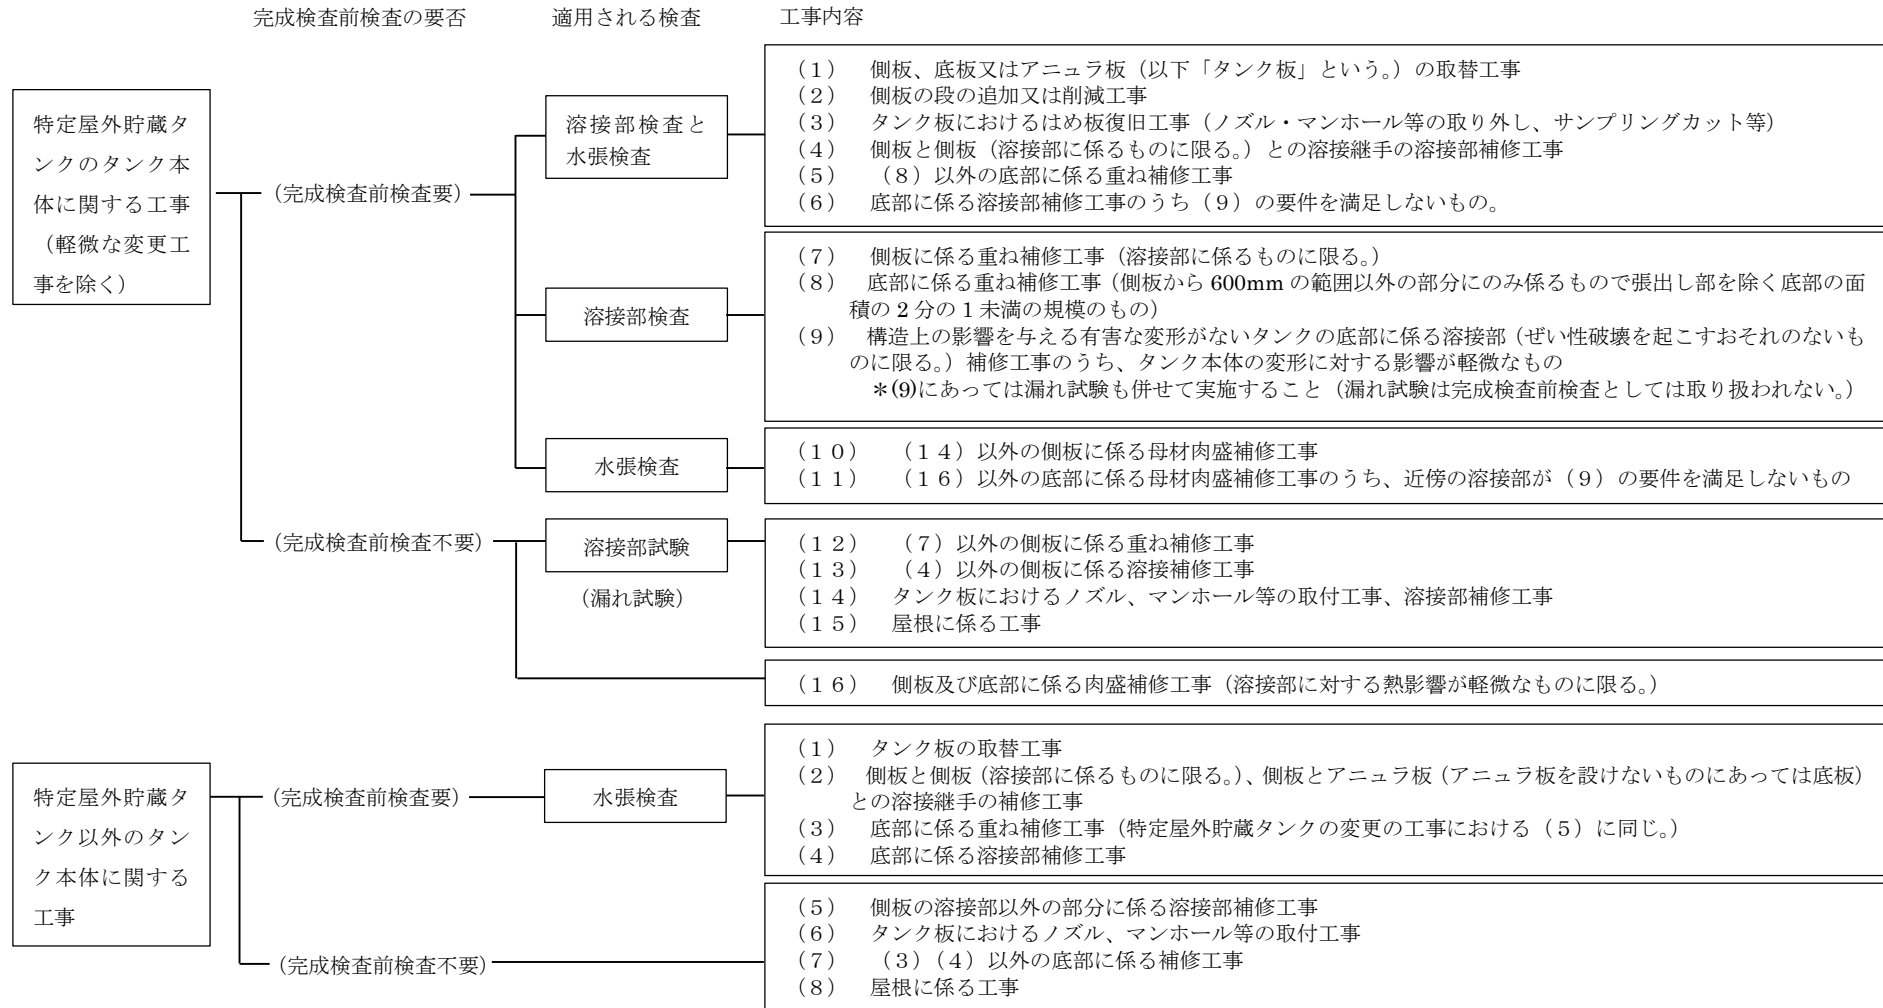 完成検査前検査の要否 適用される検査 工事内容
特定屋外貯蔵タ
ンクのタンク本
体に関する工事
（軽微な変更工
事を除く）
（完成検査前検査要）
溶接部検査と
水張検査
（１） 側板、底板又はアニュラ板（以下「タンク板」という。）の取替工事
（２） 側板の段の追加又は削減工事
（３） タンク板におけるはめ板復旧工事（ノズル・マンホール等の取り外し、サンプリングカット等）
（４） 側板と側板（溶接部に係るものに限る。）との溶接継手の溶接部補修工事
（５） （８）以外の底部に係る重ね補修工事
（６） 底部に係る溶接部補修工事のうち（９）の要件を満足しないもの。
溶接部検査
（７） 側板に係る重ね補修工事（溶接部に係るものに限る。）
（８） 底部に係る重ね補修工事（側板から 600mm の範囲以外の部分にのみ係るもので張出し部を除く底部の面
積の 2 分の 1 未満の規模のもの）
（９） 構造上の影響を与える有害な変形がないタンクの底部に係る溶接部（ぜい性破壊を起こすおそれのないも
のに限る。）補修工事のうち、タンク本体の変形に対する影響が軽微なもの
＊(9)にあっては漏れ試験も併せて実施すること（漏れ試験は完成検査前検査としては取り扱われない。）
水張検査
（１０） （１４）以外の側板に係る母材肉盛補修工事
（１１） （１６）以外の底部に係る母材肉盛補修工事のうち、近傍の溶接部が（９）の要件を満足しないもの
（完成検査前検査不要）
溶接部試験
（漏れ試験）
（１２） （７）以外の側板に係る重ね補修工事
（１３） （４）以外の側板に係る溶接補修工事
（１４） タンク板におけるノズル、マンホール等の取付工事、溶接部補修工事
（１５） 屋根に係る工事
（１６） 側板及び底部に係る肉盛補修工事（溶接部に対する熱影響が軽微なものに限る。）
特定屋外貯蔵タ
ンク以外のタン
ク本体に関する
工事
（完成検査前検査要）
水張検査
（１） タンク板の取替工事
（２） 側板と側板（溶接部に係るものに限る。）、側板とアニュラ板（アニュラ板を設けないものにあっては底板）
との溶接継手の補修工事
（３） 底部に係る重ね補修工事（特定屋外貯蔵タンクの変更の工事における（５）に同じ。）
（４） 底部に係る溶接部補修工事
（完成検査前検査不要）
（５） 側板の溶接部以外の部分に係る溶接部補修工事
（６） タンク板におけるノズル、マンホール等の取付工事
（７） （３）（４）以外の底部に係る補修工事
（８） 屋根に係る工事